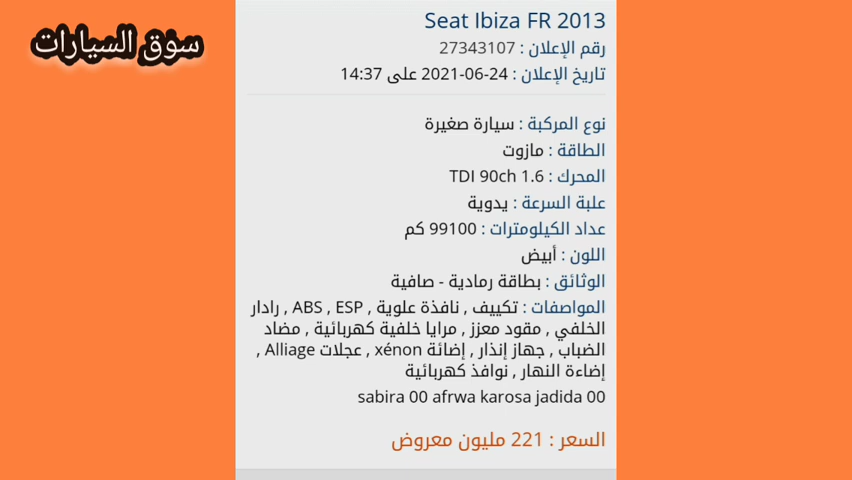 سوق السيارات
Seat Ibiza FR 2013
رقم الإعلان : 27343107
تاريخ الإعلان : 24-06-2021 على 14:37
نوع المركبة : سيارة صغيرة
الطاقة : مازوت
المحرك : 1.6 TDI 90ch
علبة السرعة : يدوية
عداد الكيلومترات : 99100 كم
اللون : أبيض
الوثائق : بطاقة رمادية - صافية
المواصفات : تكييف , نافذة علوية , ABS , ESP , رادار
الخلفي , مقود معزز , مرايا خلفية كهربائية , مضاد
الضباب , جهاز إنذار , إضائة xénon , عجلات Alliage ,
إضاءة النهار , نوافذ كهربائية
sabira 00 afrwa karosa jadida 00
السعر : 221 مليون معروض